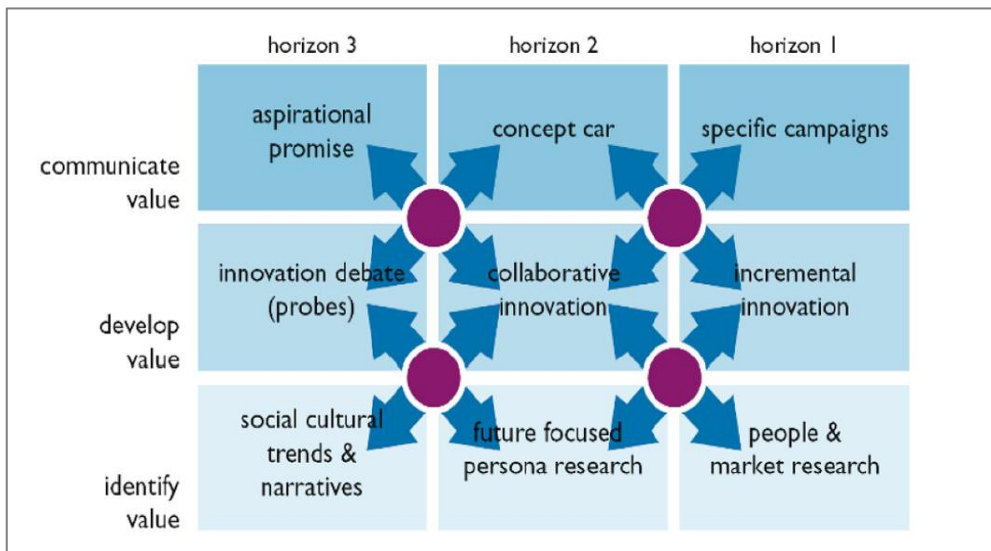 horizon 3
horizon 2
horizon 1
aspirational
promise
concept car
specific campaigns
communicate
value
innovation debate
(probes)
collaborative
innovation
incremental
innovation
develop
value
social cultural
trends &
narratives
future focused
persona research
people &
market research
identify
value